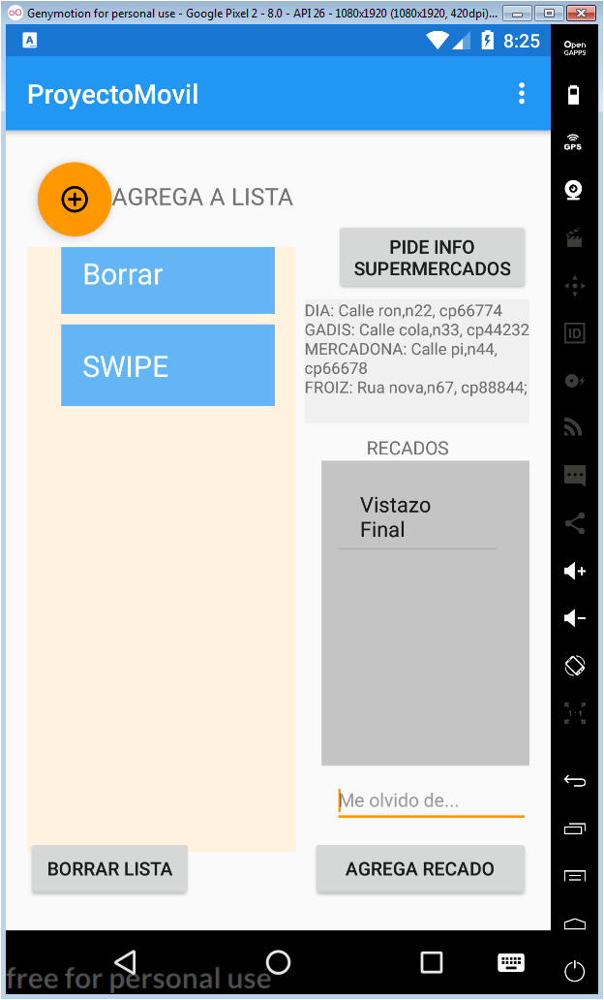 Genymotion for personal use - Google Pixel 2 - 8.0 - API 26 - 1080x1920 (1080x1920, 420dpi)...
Open
GAPPS
A
8:25
ProyectoMovil
GPS
AGREGA A LISTA
PIDE INFO
SUPERMERCADOS
Borrar
SWIPE
DIA: Calle ron,n22, cp66774
GADIS: Calle cola,n33, cp44232
MERCADONA: Calle pi,n44,
cp66678
FROIZ: Rua nova,n67, cp88844;
ID
RECADOS
Vistazo
Final
1:1
Me olvido de...
BORRAR LISTA
AGREGA RECADO
free for personal use